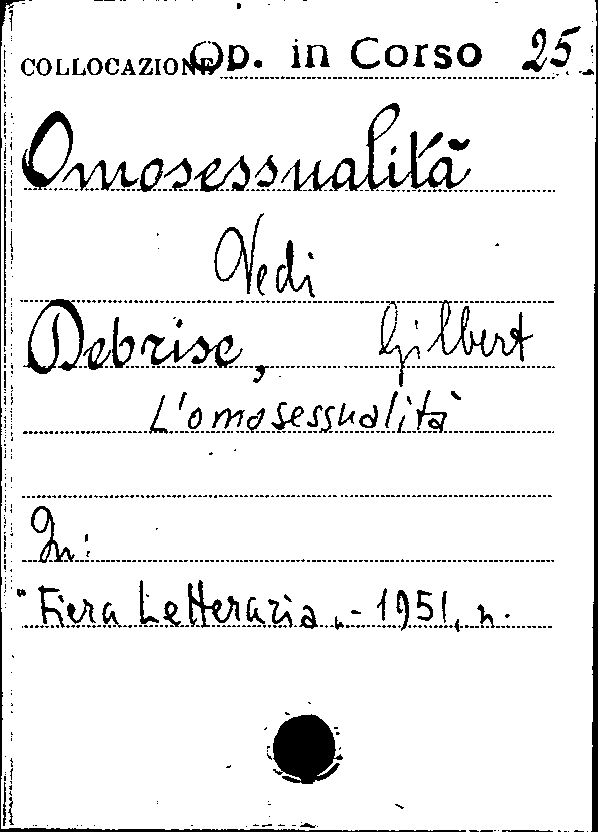 COLLOCAZIONE Op. in Corso 25
Omosessualità
Vedi
Debrise, Gilbert
L'omosessualità
In:
"Fiera Letteraria„ - 1951, n.